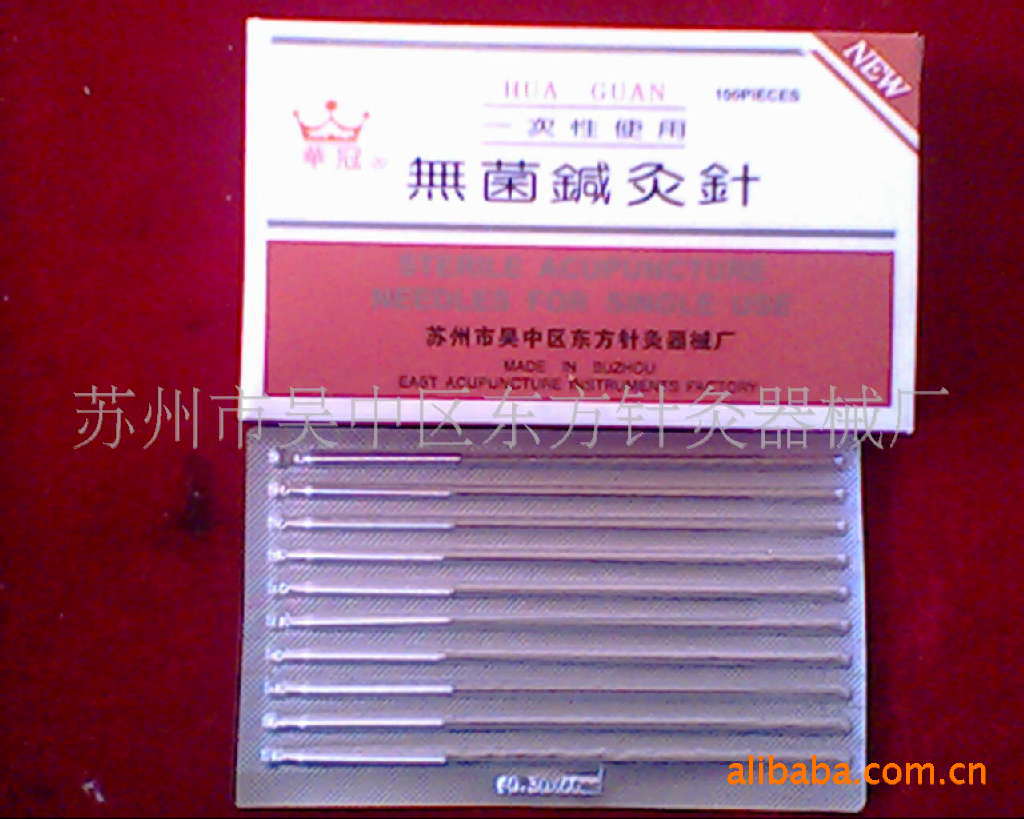 NEW
HUA GUAN
100PIECES
一次性使用
華冠
無菌鍼灸針
STERILE ACUPUNCTURE
NEEDLES FOR SINGLE USE
苏州市吴中区东方针灸器械厂
MADE IN SUZHOU
EAST ACUPUNCTURE INSTRUMENTS FACTORY
苏州市吴中区东方针灸器械厂
alibaba.com.cn